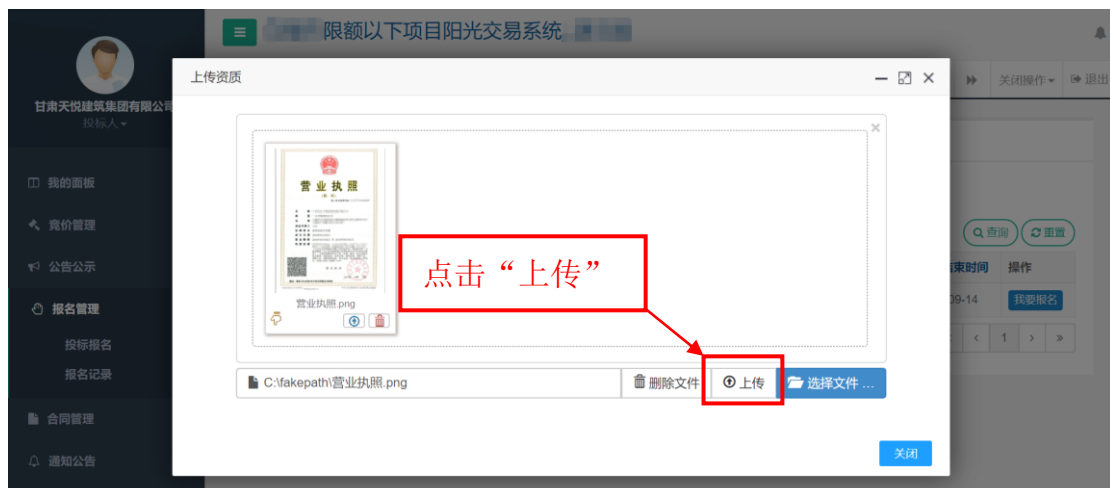 限额以下项目阳光交易系统
上传资质
关闭操作
退出
甘肃天悦建筑集团有限公司
投标人
我的面板
竞价管理
公告公示
报名管理
投标报名
报名记录
合同管理
通知公告
营业执照
营业执照.png
点击“上传”
C:\fakepath\营业执照.png
删除文件
上传
选择文件 ...
关闭
查询
重置
束时间 操作
09-14 我要报名
‹ 1 › »